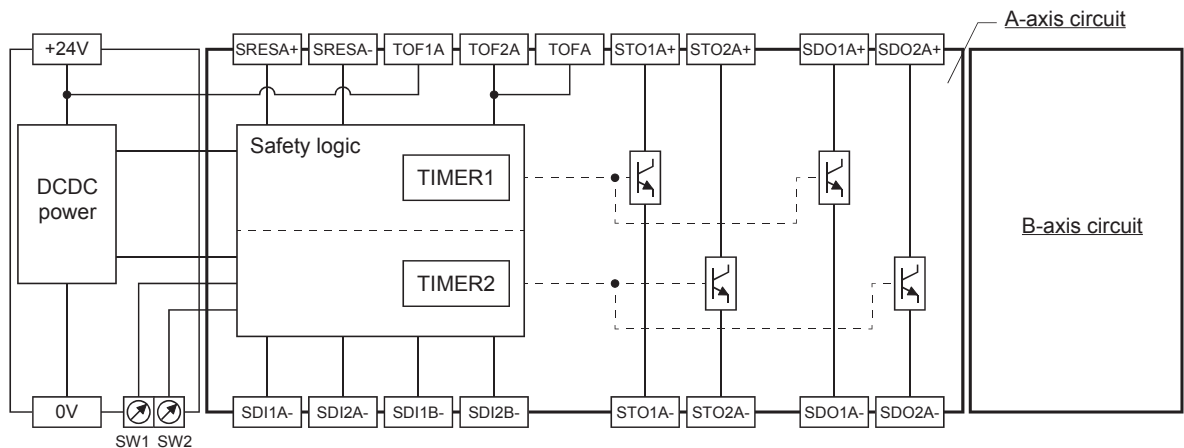 A-axis circuit
+24V SRESA+ SRESA- TOF1A TOF2A TOFA STO1A+ STO2A+ SDO1A+ SDO2A+
Safety logic
TIMER1
DCDC
power
B-axis circuit
TIMER2
0V SDI1A- SDI2A- SDI1B- SDI2B- STO1A- STO2A- SDO1A- SDO2A-
SW1 SW2